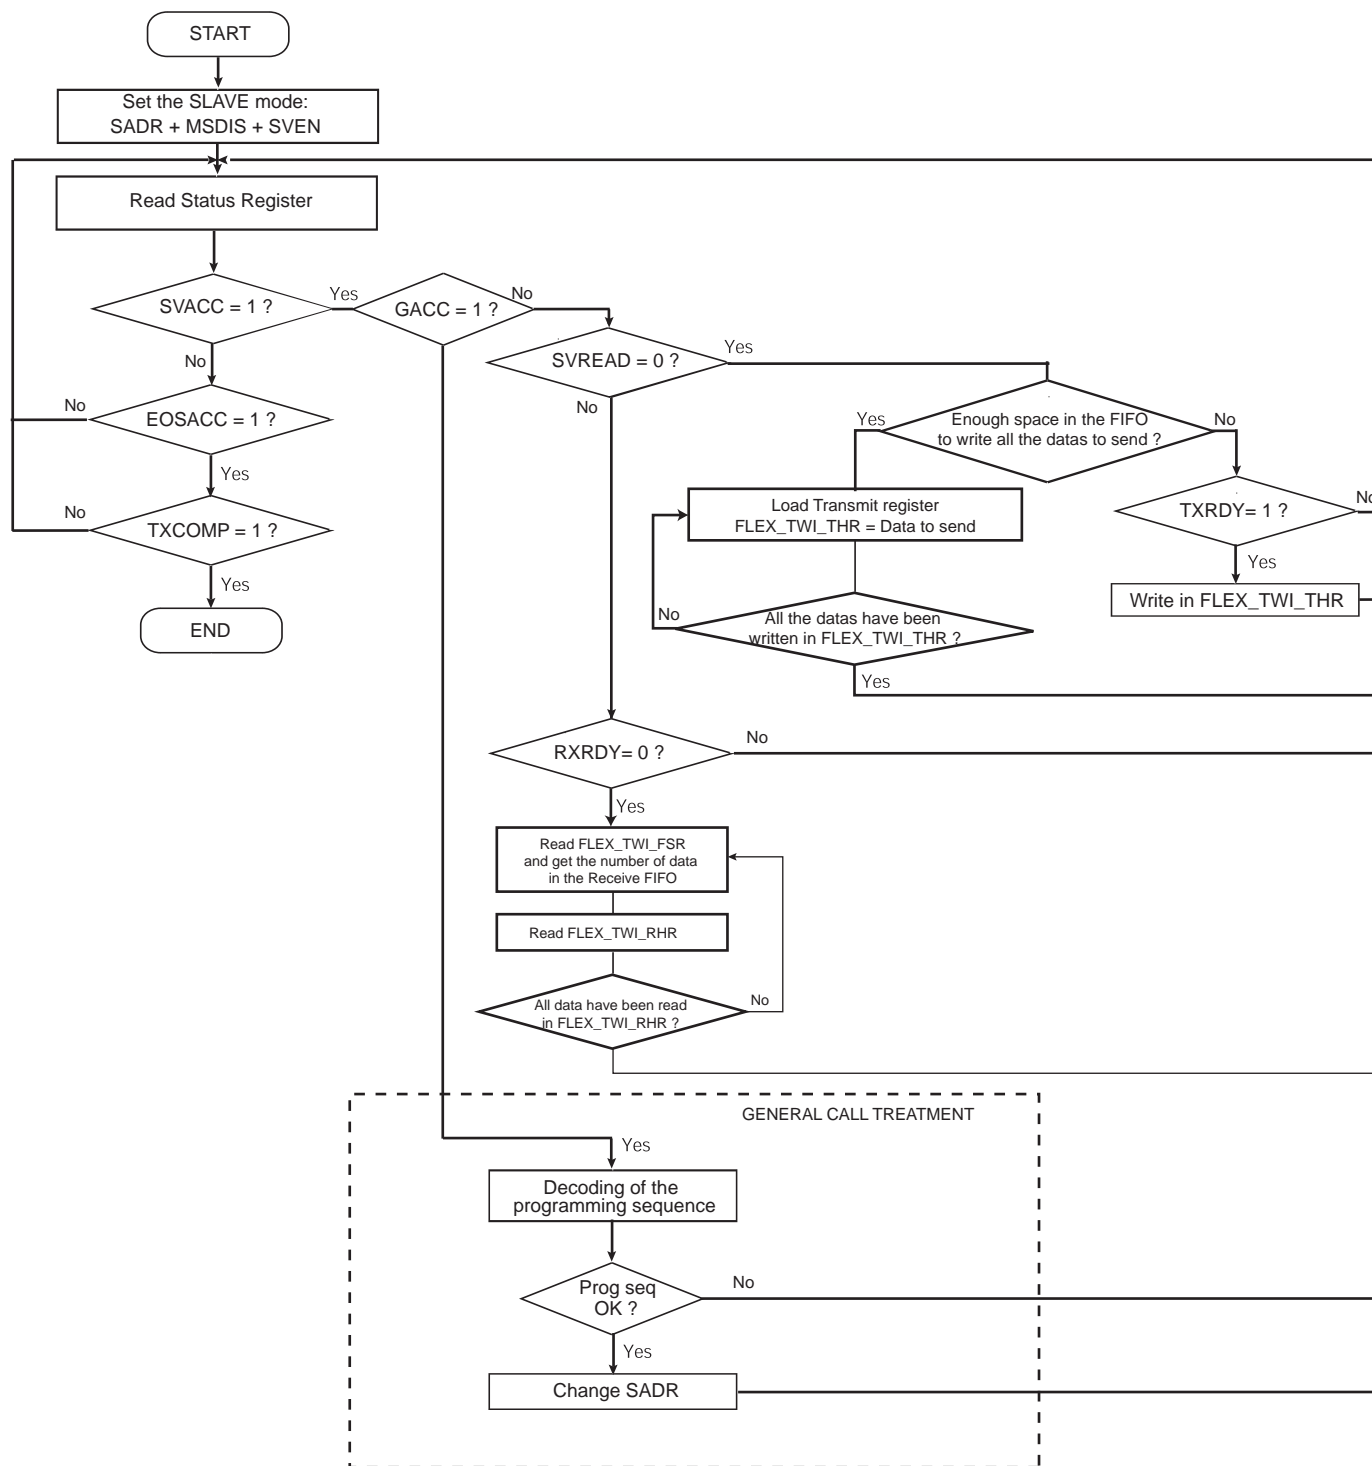 START
Set the SLAVE mode:
SADR + MSDIS + SVEN
Read Status Register
SVACC = 1 ?
Yes
GACC = 1 ?
No
No
SVREAD = 0 ?
Yes
No
EOSACC = 1 ?
No
Yes
Enough space in the FIFO
to write all the datas to send ?
No
Yes
No
TXCOMP = 1 ?
Load Transmit register
FLEX_TWI_THR = Data to send
TXRDY= 1 ?
No
Yes
Yes
END
No
All the datas have been
written in FLEX_TWI_THR ?
Write in FLEX_TWI_THR
Yes
RXRDY= 0 ?
No
Yes
Read FLEX_TWI_FSR
and get the number of data
in the Receive FIFO
Read FLEX_TWI_RHR
All data have been read
in FLEX_TWI_RHR ?
No
GENERAL CALL TREATMENT
Yes
Decoding of the
programming sequence
Prog seq
OK ?
No
Yes
Change SADR